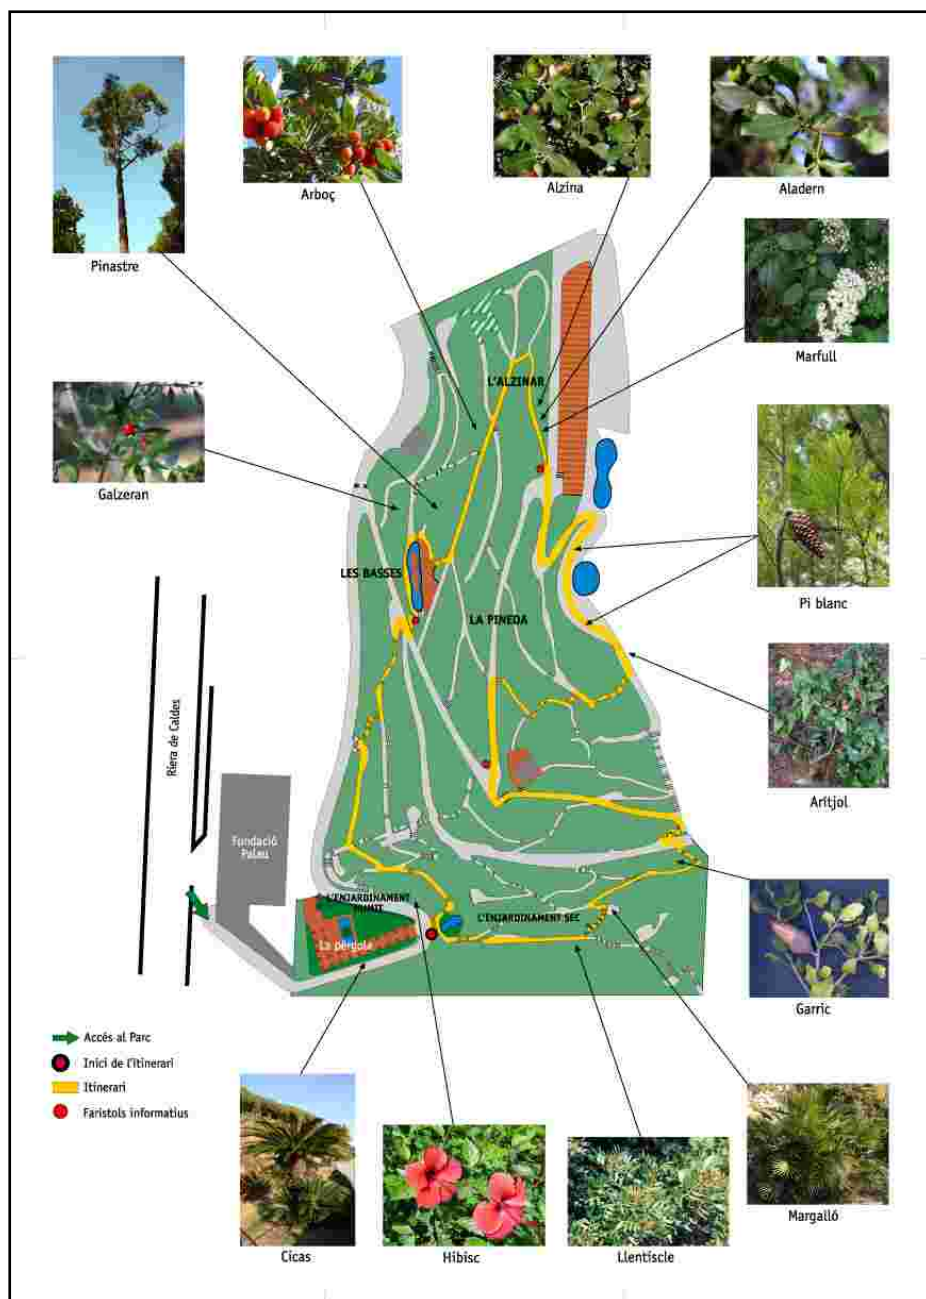 Arboç
Alzina
Aladern
Pinastre
Marfull
L'ALZINAR
Galzeran
Pi blanc
LES BASSES
LA PINEDA
Riera de Caldes
Aritjol
Fundació
Palau
L'ENJARDINAMENT
HUMIT
L'ENJARDINAMENT SEC
La pèrgola
Garric
Accés al Parc
Inici de l'itinerari
Itinerari
Faristols informatius
Cicas
Hibisc
Llentiscle
Margalló